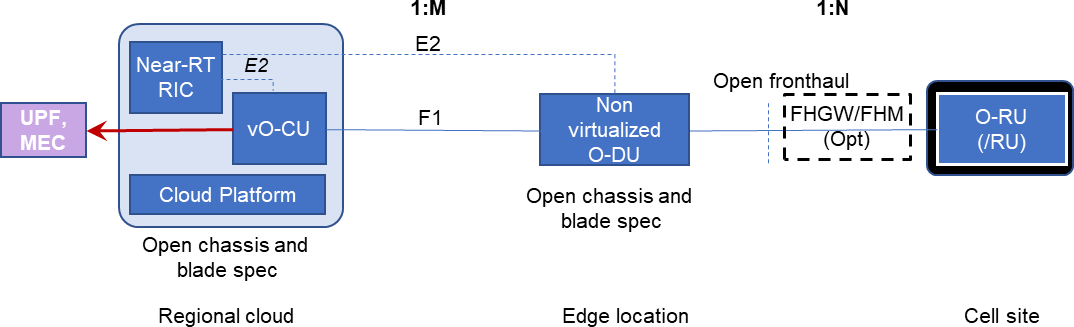 1:M
1:N
E2
Near-RT
RIC
E2
Open fronthaul
UPF,
MEC
vO-CU
F1
Non
virtualized
O-DU
FHGW/FHM
(Opt)
O-RU
(/RU)
Cloud Platform
Open chassis and
blade spec
Open chassis and
blade spec
Regional cloud
Edge location
Cell site